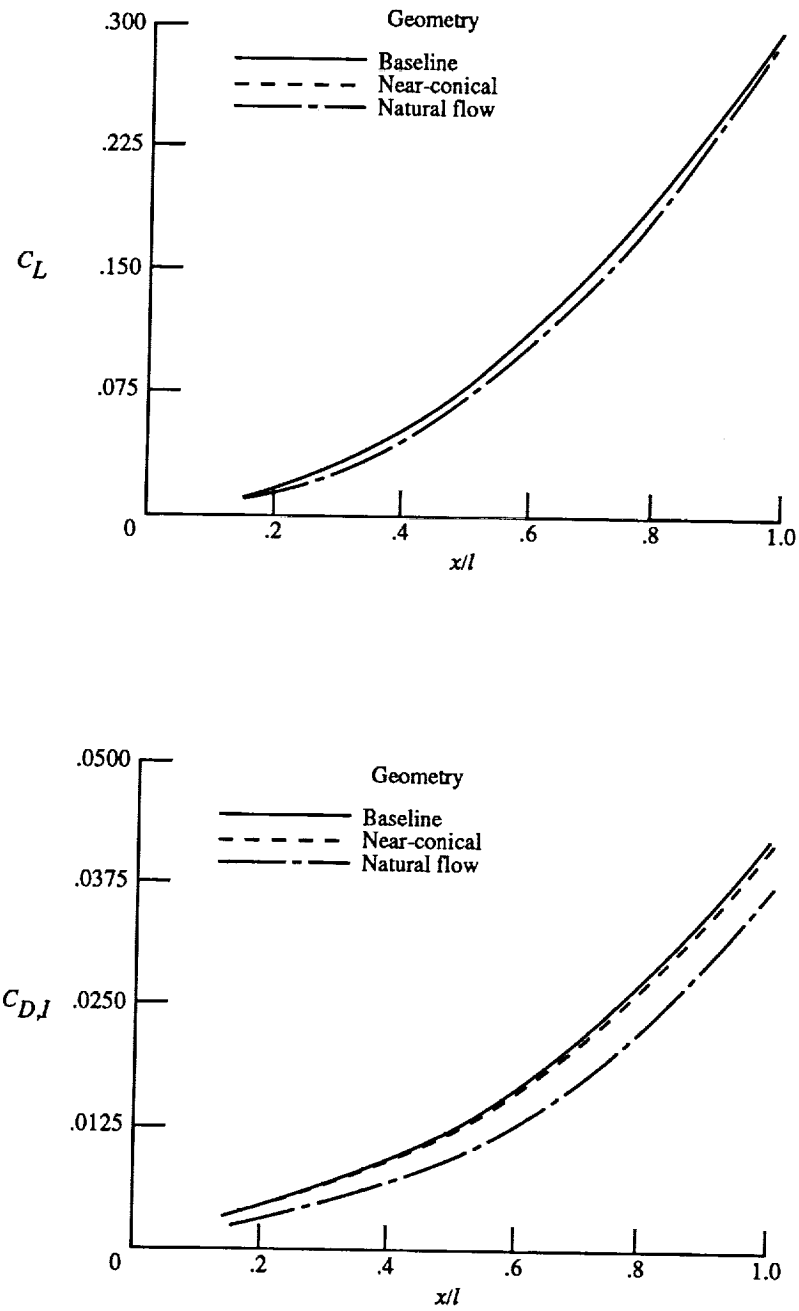 .300
Geometry
Baseline
Near-conical
Natural flow
.225
C_L
.150
.075
0
.2
.4
.6
.8
1.0
x/l
.0500
Geometry
Baseline
Near-conical
Natural flow
.0375
C_D,I
.0250
.0125
0
.2
.4
.6
.8
1.0
x/l